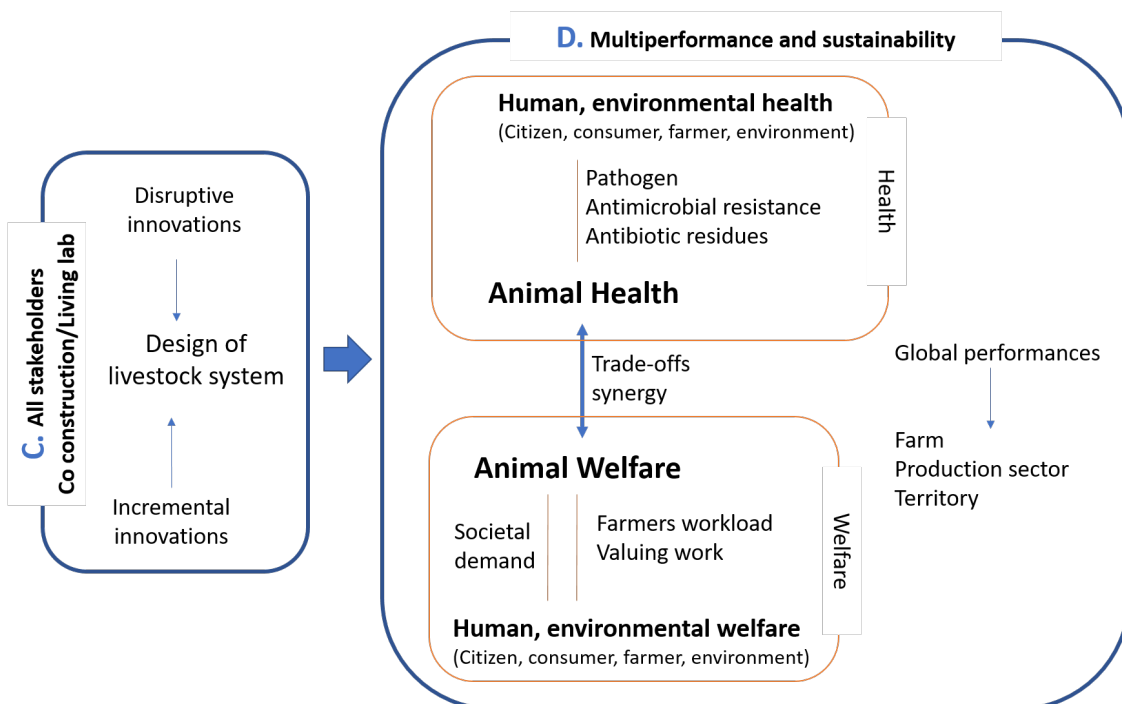 C. All stakeholders
Co construction/Living lab
Disruptive
innovations
Design of
livestock system
Incremental
innovations
D. Multiperformance and sustainability
Human, environmental health
(Citizen, consumer, farmer, environment)
Pathogen
Antimicrobial resistance
Antibiotic residues
Animal Health
Health
Trade-offs
synergy
Animal Welfare
Societal
demand
Farmers workload
Valuing work
Human, environmental welfare
(Citizen, consumer, farmer, environment)
Welfare
Global performances
Farm
Production sector
Territory